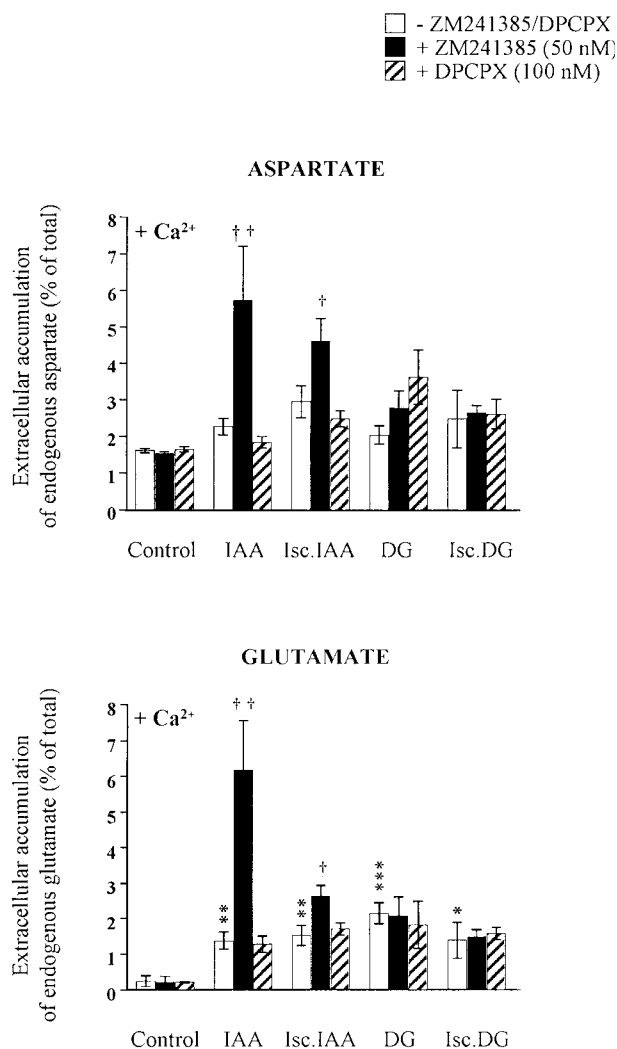 - ZM241385/DPCPX
+ ZM241385 (50 nM)
+ DPCPX (100 nM)
ASPARTATE
Extracellular accumulation
of endogenous aspartate (% of total)
8
7
6
5
4
3
2
1
0
+ Ca²⁺
† †
†
Control IAA Isc.IAA DG Isc.DG
GLUTAMATE
Extracellular accumulation
of endogenous glutamate (% of total)
8
7
6
5
4
3
2
1
0
+ Ca²⁺
† †
†
**
**
***
*
Control IAA Isc.IAA DG Isc.DG